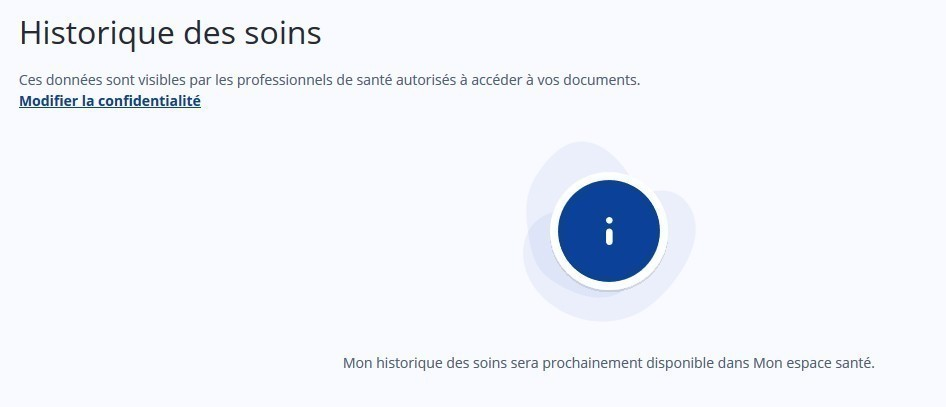 Historique des soins
Ces données sont visibles par les professionnels de santé autorisés à accéder à vos documents.
Modifier la confidentialité
Mon historique des soins sera prochainement disponible dans Mon espace santé.